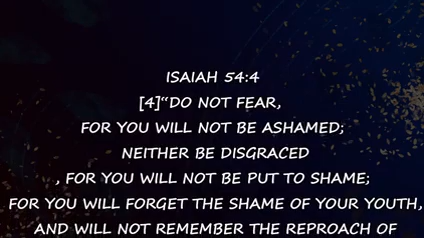 ISAIAH 54:4
[4]“DO NOT FEAR,
FOR YOU WILL NOT BE ASHAMED;
NEITHER BE DISGRACED
, FOR YOU WILL NOT BE PUT TO SHAME;
FOR YOU WILL FORGET THE SHAME OF YOUR YOUTH,
AND WILL NOT REMEMBER THE REPROACH OF